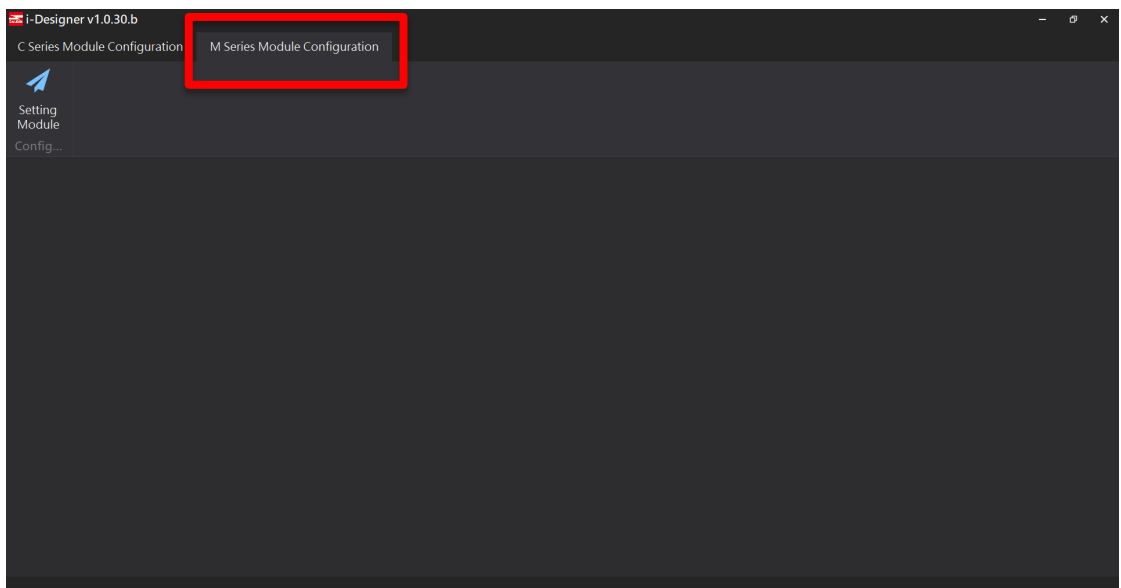 i-Designer v1.0.30.b
C Series Module Configuration M Series Module Configuration
Setting
Module
Config...